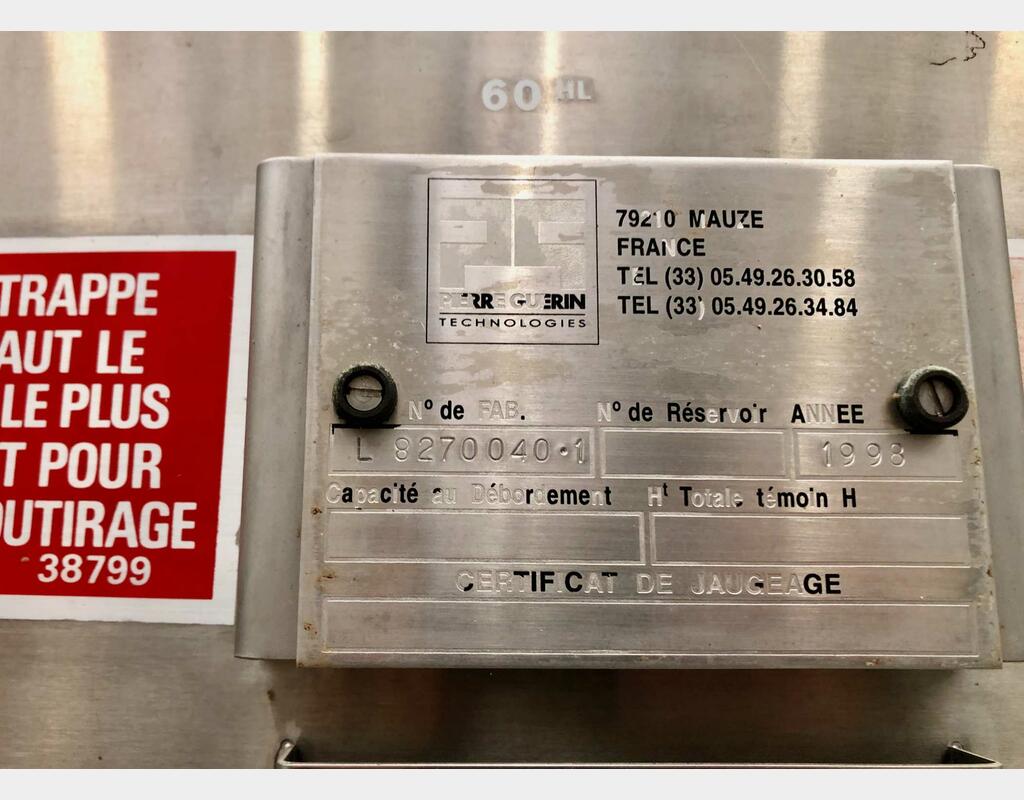 60 HL
79210 MAUZE
FRANCE
TEL (33) 05.49.26.30.58
TEL (33) 05.49.26.34.84
PIERRE GUERIN
TECHNOLOGIES
N° de FAB. N° de Réservoir ANNEE
L 8270040·1 1998
Capacité au Débordement Hᵗ Totale témoin H
CERTIFICAT DE JAUGEAGE
TRAPPE
AUT LE
LE PLUS
T POUR
OUTIRAGE
38799